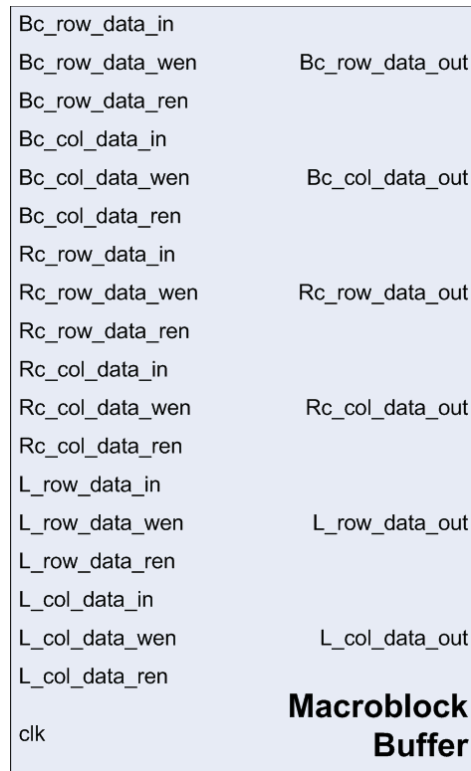 Bc_row_data_in
Bc_row_data_wen Bc_row_data_out
Bc_row_data_ren
Bc_col_data_in
Bc_col_data_wen Bc_col_data_out
Bc_col_data_ren
Rc_row_data_in
Rc_row_data_wen Rc_row_data_out
Rc_row_data_ren
Rc_col_data_in
Rc_col_data_wen Rc_col_data_out
Rc_col_data_ren
L_row_data_in
L_row_data_wen L_row_data_out
L_row_data_ren
L_col_data_in
L_col_data_wen L_col_data_out
L_col_data_ren
clk
Macroblock
Buffer